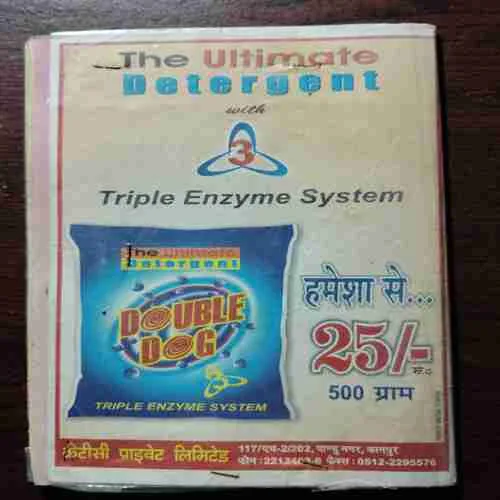 The Ultimate
Detergent
with
3
Triple Enzyme System
The Ultimate
Detergent
DOUBLE
DOG
3
TRIPLE ENZYME SYSTEM
हमेशा से...
25/-
500 ग्राम
केटीसी प्राइवेट लिमिटेड
117/एच-2/202, पान्डु नगर, कानपुर
फोन: फैक्स: 0512-2295576